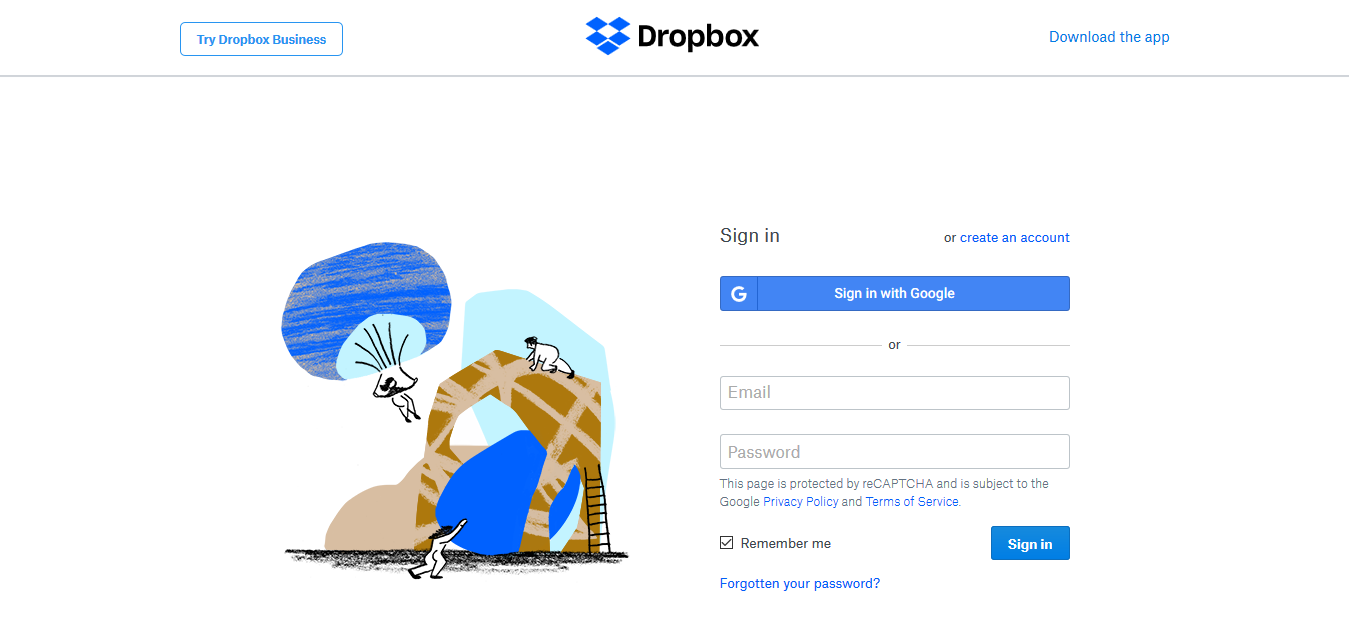 Try Dropbox Business
Dropbox
Download the app
Sign in
or create an account
G
Sign in with Google
or
Email
Password
This page is protected by reCAPTCHA and is subject to the
Google Privacy Policy and Terms of Service.
Remember me
Sign in
Forgotten your password?